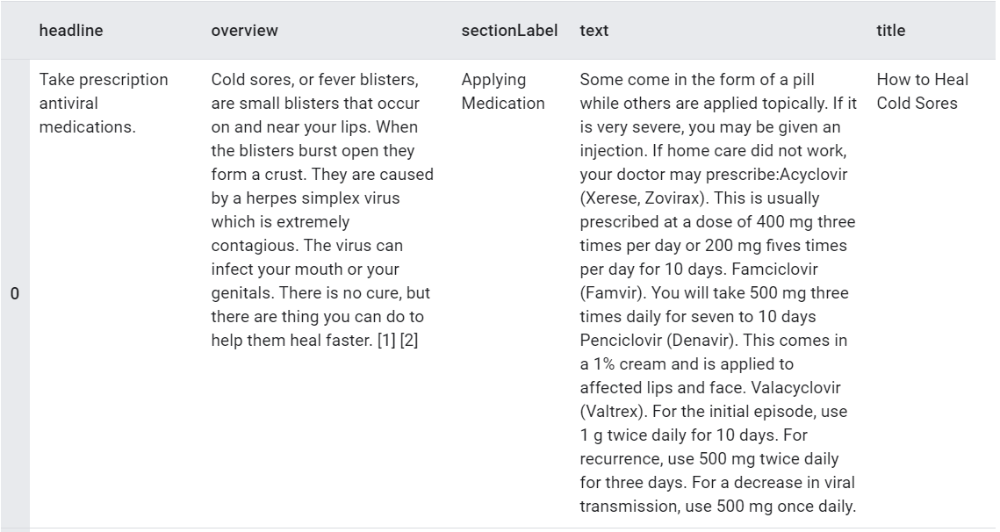 headline overview sectionLabel text title
0
Take prescription
antiviral
medications.
Cold sores, or fever blisters,
are small blisters that occur
on and near your lips. When
the blisters burst open they
form a crust. They are caused
by a herpes simplex virus
which is extremely
contagious. The virus can
infect your mouth or your
genitals. There is no cure, but
there are thing you can do to
help them heal faster. [1] [2]
Applying
Medication
Some come in the form of a pill
while others are applied topically. If it
is very severe, you may be given an
injection. If home care did not work,
your doctor may prescribe:Acyclovir
(Xerese, Zovirax). This is usually
prescribed at a dose of 400 mg three
times per day or 200 mg fives times
per day for 10 days. Famciclovir
(Famvir). You will take 500 mg three
times daily for seven to 10 days
Penciclovir (Denavir). This comes in
a 1% cream and is applied to
affected lips and face. Valacyclovir
(Valtrex). For the initial episode, use
1 g twice daily for 10 days. For
recurrence, use 500 mg twice daily
for three days. For a decrease in viral
transmission, use 500 mg once daily.
How to Heal
Cold Sores